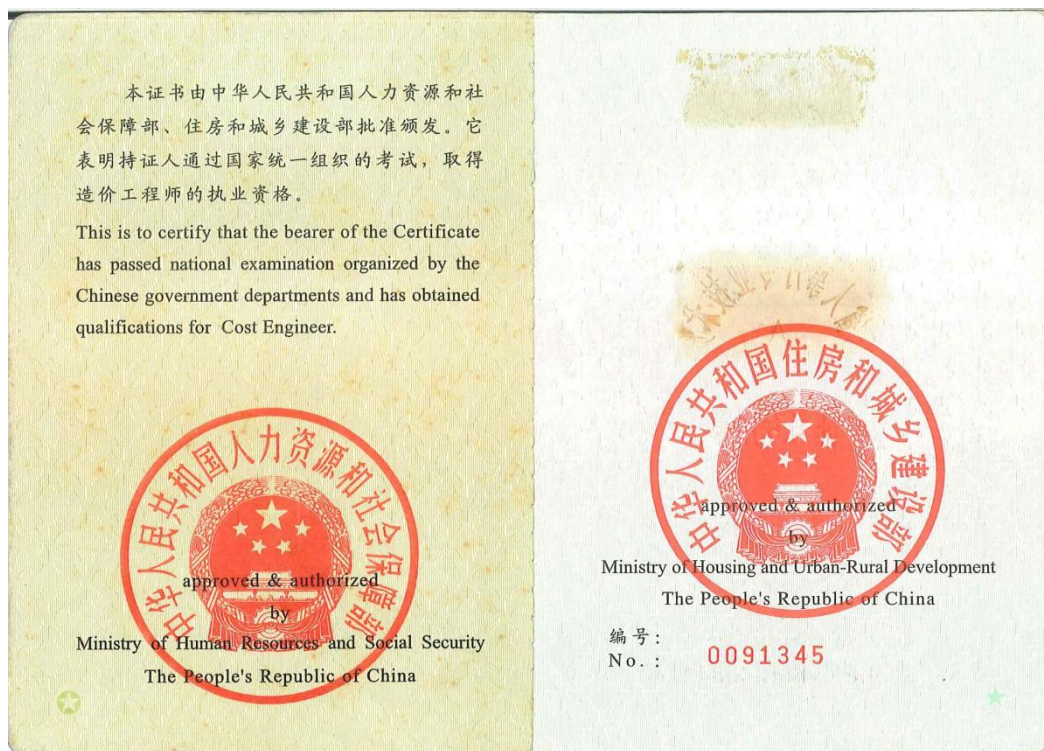 本证书由中华人民共和国人力资源和社
会保障部、住房和城乡建设部批准颁发。它
表明持证人通过国家统一组织的考试，取得
造价工程师的执业资格。
This is to certify that the bearer of the Certificate
has passed national examination organized by the
Chinese government departments and has obtained
qualifications for Cost Engineer.
中华人民共和国人力资源和社会保障部
approved & authorized
by
Ministry of Human Resources and Social Security
The People's Republic of China
中华人民共和国住房和城乡建设部
approved & authorized
by
Ministry of Housing and Urban-Rural Development
The People's Republic of China
编号：
No.： 0091345